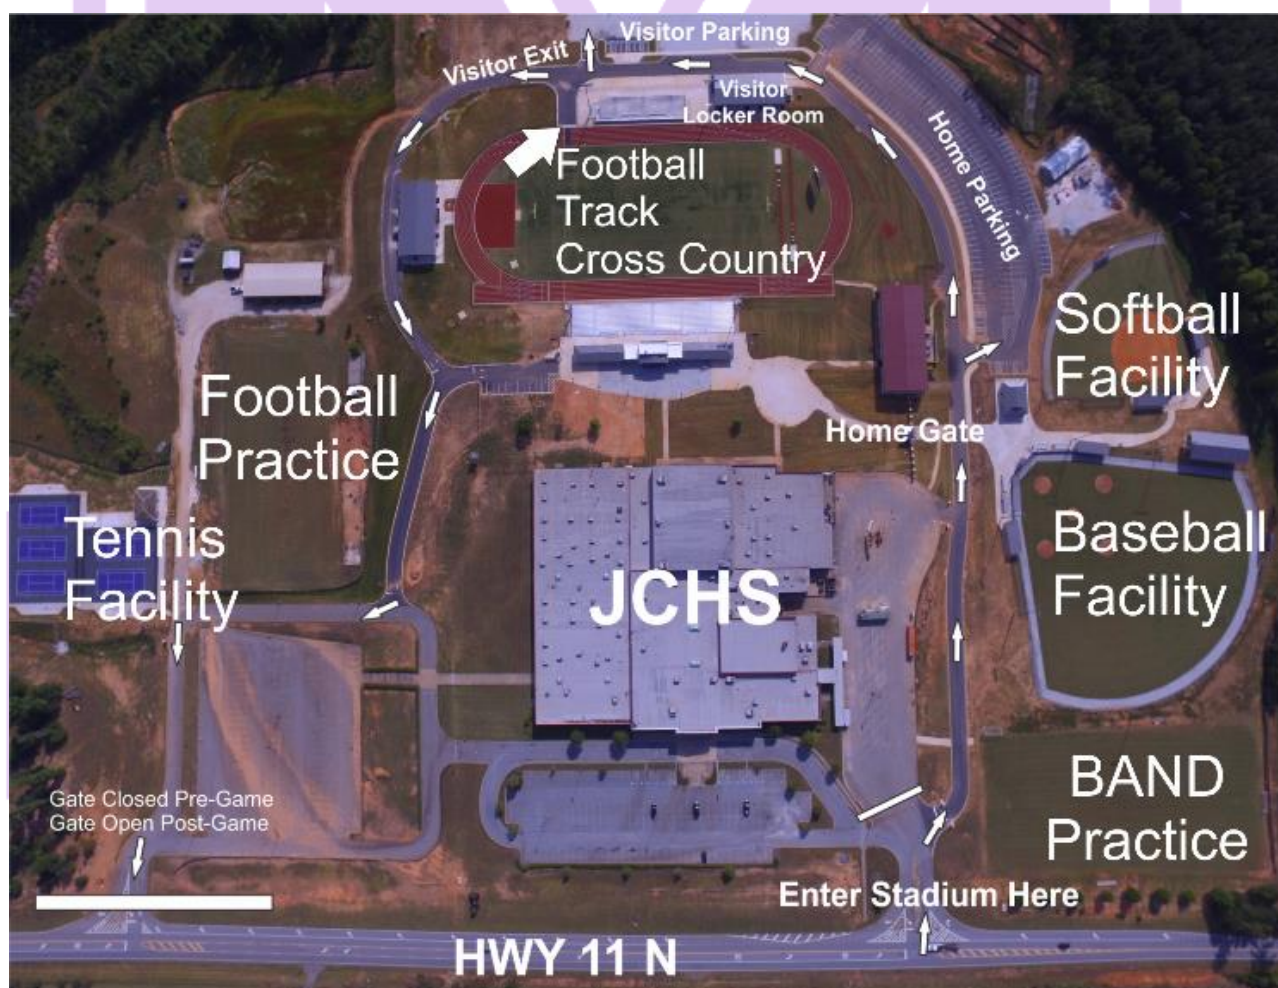 Visitor Parking
Visitor Exit
Visitor
Locker Room
Home Parking
Football
Track
Cross Country
Softball
Facility
Football
Practice
Home Gate
Tennis
Facility
JCHS
Baseball
Facility
BAND
Practice
Gate Closed Pre-Game
Gate Open Post-Game
Enter Stadium Here
HWY 11 N